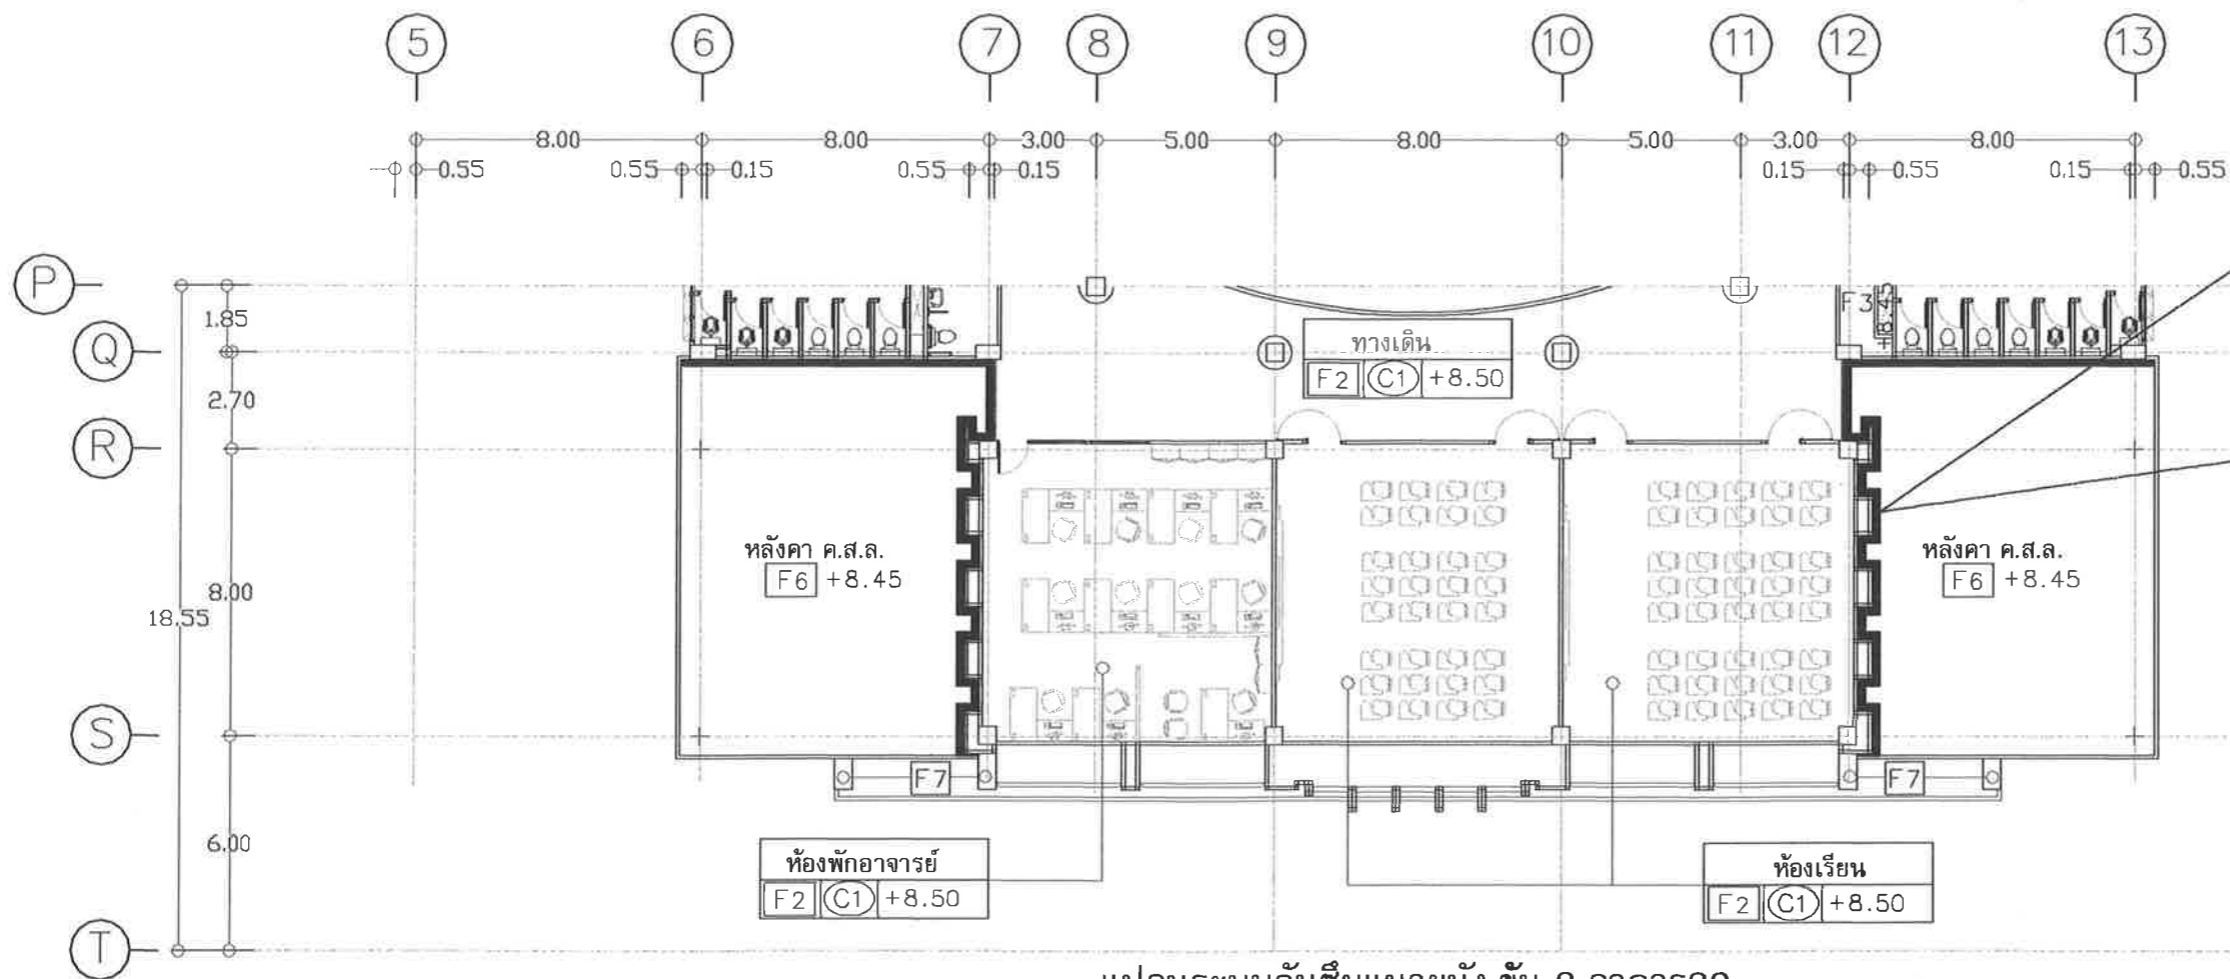 5 6 7 8 9 10 11 12 13
8.00 8.00 3.00 5.00 8.00 5.00 3.00 8.00
0.55 0.55 0.15 0.55 0.15 0.15 0.55 0.15 0.55
P
1.85
Q
2.70
R
8.00
18.55
S
6.00
T
F3
+8.45
ทางเดิน
F2 C1 +8.50
หลังคา ค.ส.ล.
F6 +8.45
หลังคา ค.ส.ล.
F6 +8.45
F7
F7
ห้องพักอาจารย์
F2 C1 +8.50
ห้องเรียน
F2 C1 +8.50